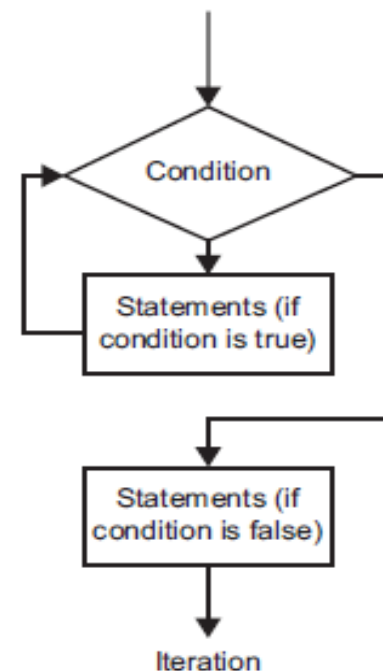 Condition
Statements (if
condition is true)
Statements (if
condition is false)
Iteration